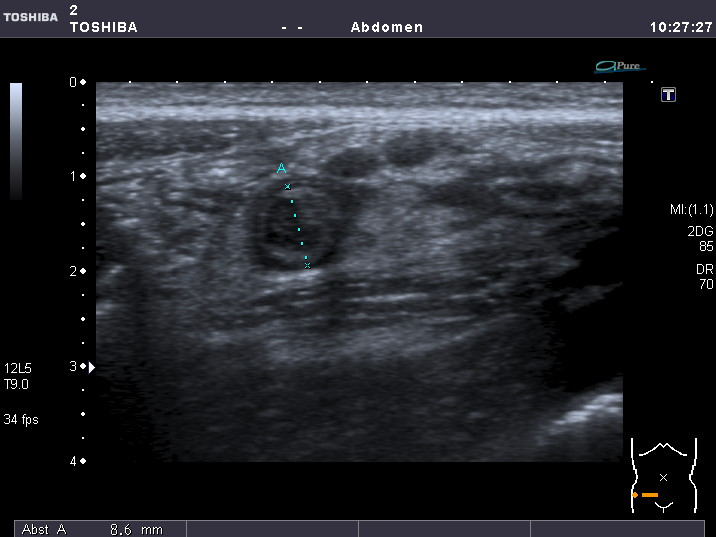 TOSHIBA
2
TOSHIBA - - Abdomen 10:27:27
Pure
T
0
A
1
MI:(1.1)
2DG
85
2
DR
70
3
12L5
T9.0
34 fps
4
Abst A 8.6 mm